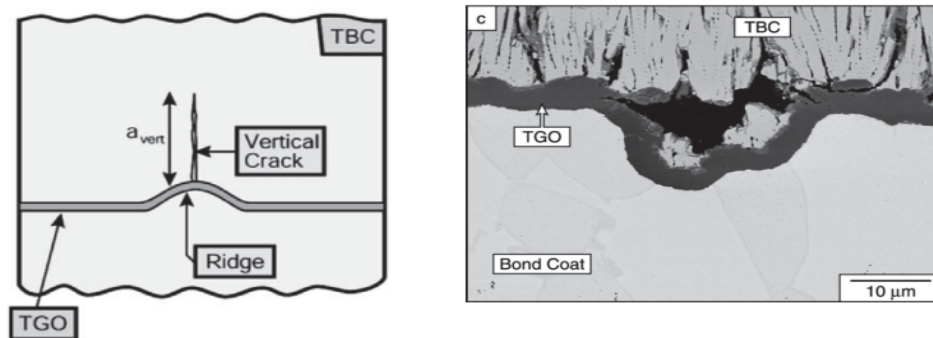 TBC
a vert
Vertical
Crack
Ridge
TGO
c
TBC
TGO
Bond Coat
10 μm